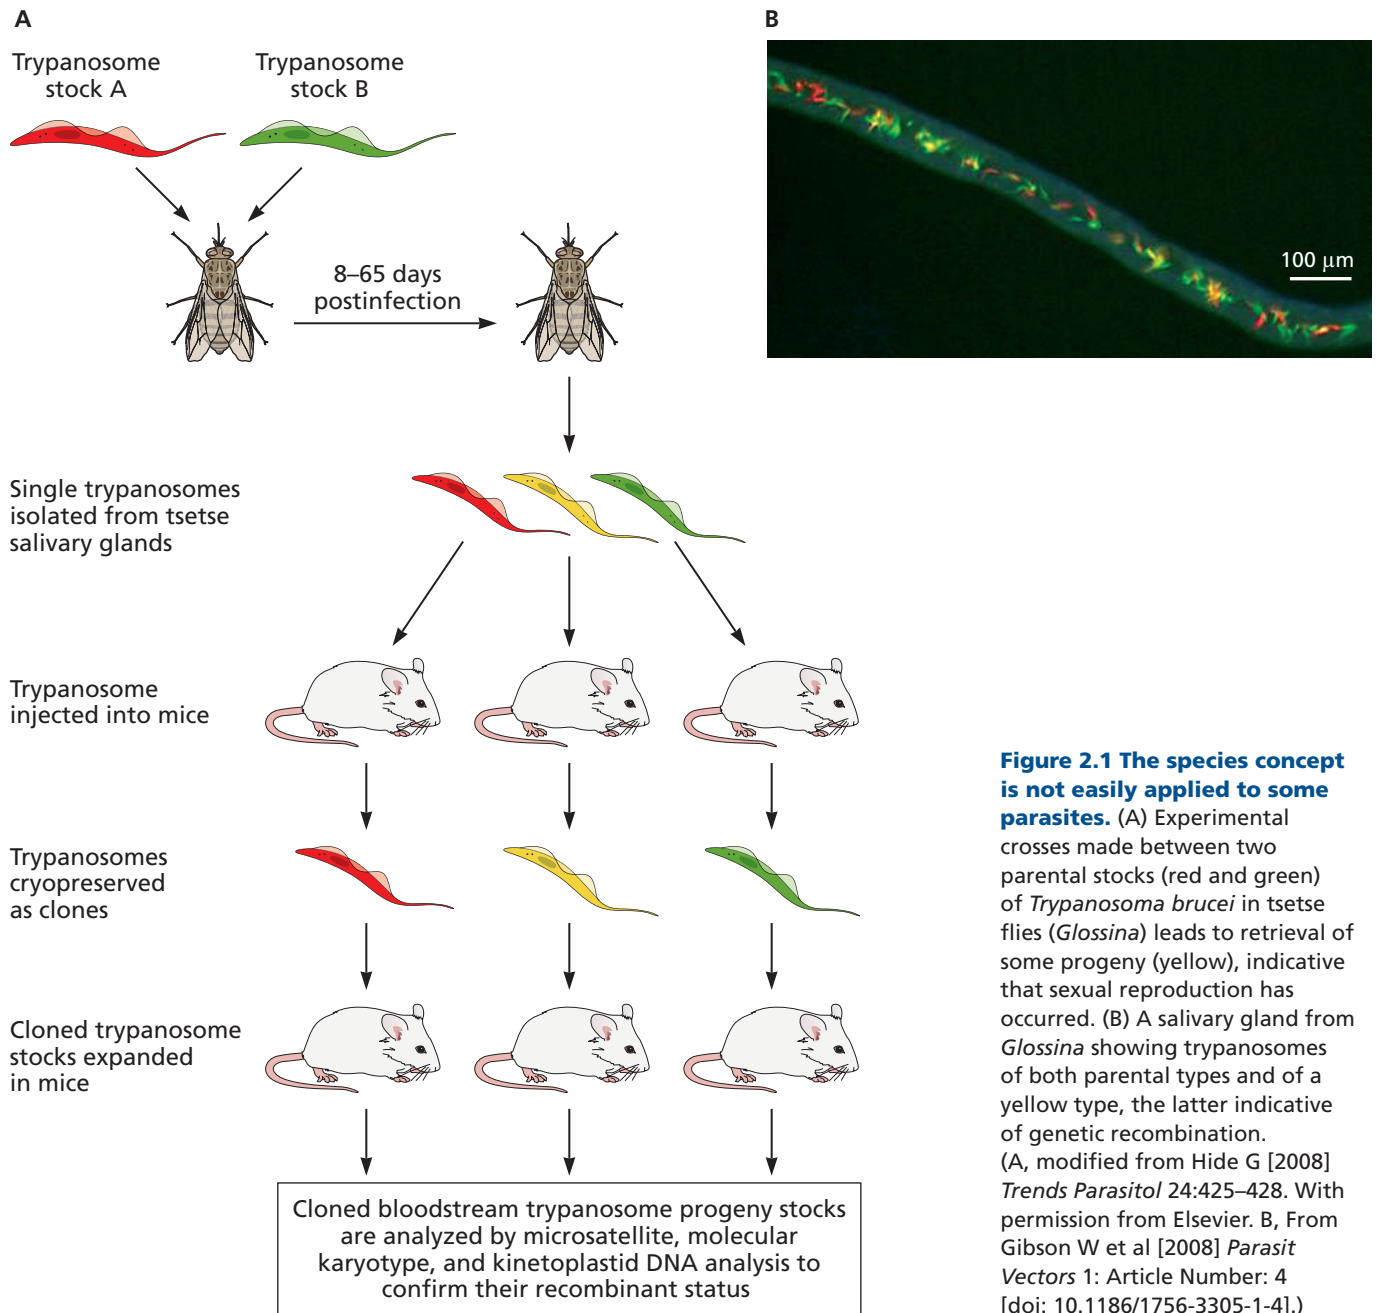 A
B
Trypanosome
stock A
Trypanosome
stock B
8–65 days
postinfection
100 μm
Single trypanosomes
isolated from tsetse
salivary glands
Trypanosome
injected into mice
Trypanosomes
cryopreserved
as clones
Cloned trypanosome
stocks expanded
in mice
Cloned bloodstream trypanosome progeny stocks
are analyzed by microsatellite, molecular
karyotype, and kinetoplastid DNA analysis to
confirm their recombinant status
Figure 2.1 The species concept
is not easily applied to some
parasites. (A) Experimental
crosses made between two
parental stocks (red and green)
of Trypanosoma brucei in tsetse
flies (Glossina) leads to retrieval of
some progeny (yellow), indicative
that sexual reproduction has
occurred. (B) A salivary gland from
Glossina showing trypanosomes
of both parental types and of a
yellow type, the latter indicative
of genetic recombination.
(A, modified from Hide G [2008]
Trends Parasitol 24:425–428. With
permission from Elsevier. B, From
Gibson W et al [2008] Parasit
Vectors 1: Article Number: 4
[doi: 10.1186/1756-3305-1-4].)